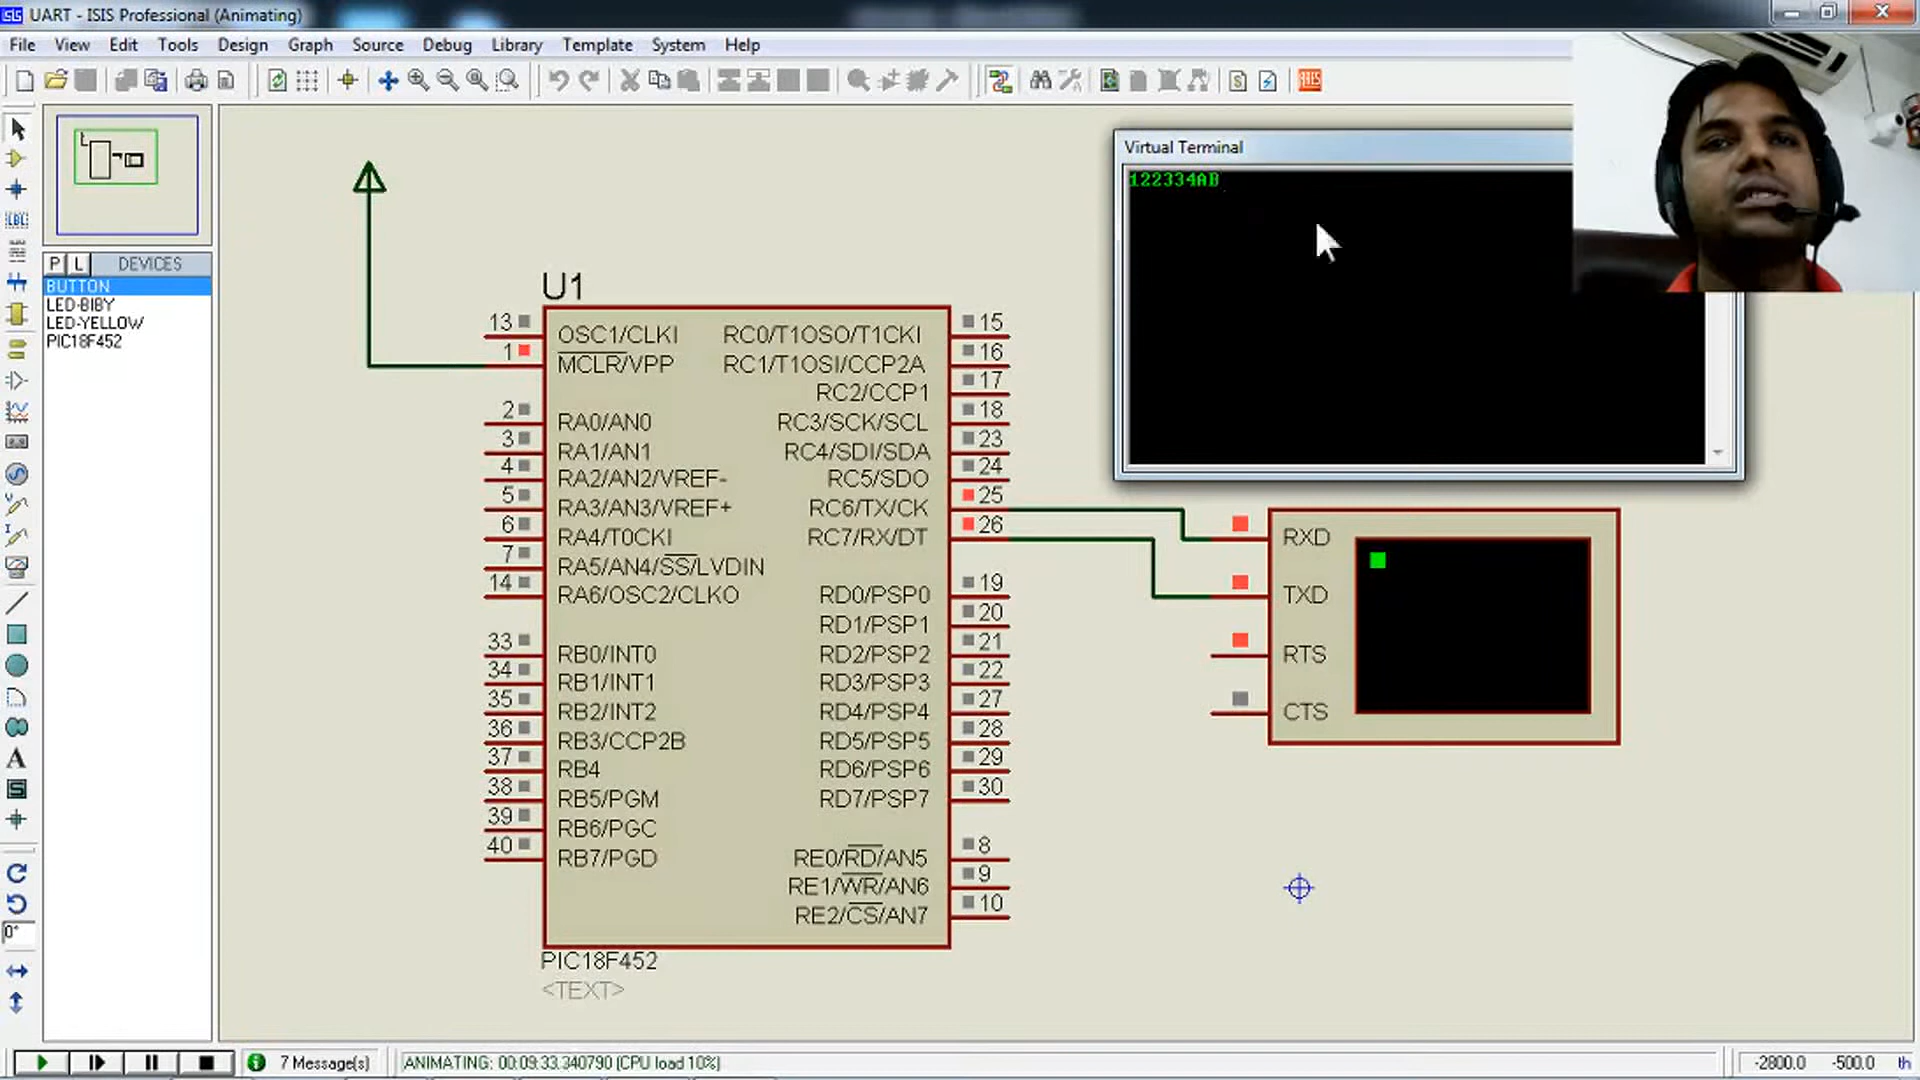 UART - ISIS Professional (Animating)
File View Edit Tools Design Graph Source Debug Library Template System Help
P L DEVICES
BUTTON
LED-BIBY
LED-YELLOW
PIC18F452
0°
Virtual Terminal
122334AB
U1
13 OSC1/CLKI RC0/T1OSO/T1CKI 15
1 MCLR/VPP RC1/T1OSI/CCP2A 16
RC2/CCP1 17
2 RA0/AN0 RC3/SCK/SCL 18
3 RA1/AN1 RC4/SDI/SDA 23
4 RA2/AN2/VREF- RC5/SDO 24
5 RA3/AN3/VREF+ RC6/TX/CK 25
6 RA4/T0CKI RC7/RX/DT 26
7 RA5/AN4/SS/LVDIN
14 RA6/OSC2/CLKO RD0/PSP0 19
RD1/PSP1 20
33 RB0/INT0 RD2/PSP2 21
34 RB1/INT1 RD3/PSP3 22
35 RB2/INT2 RD4/PSP4 27
36 RB3/CCP2B RD5/PSP5 28
37 RB4 RD6/PSP6 29
38 RB5/PGM RD7/PSP7 30
39 RB6/PGC
40 RB7/PGD RE0/RD/AN5 8
RE1/WR/AN6 9
RE2/CS/AN7 10
PIC18F452
<TEXT>
RXD
TXD
RTS
CTS
7 Message(s) ANIMATING: 00:09:33.340790 (CPU load 10%) -2800.0 -500.0 th